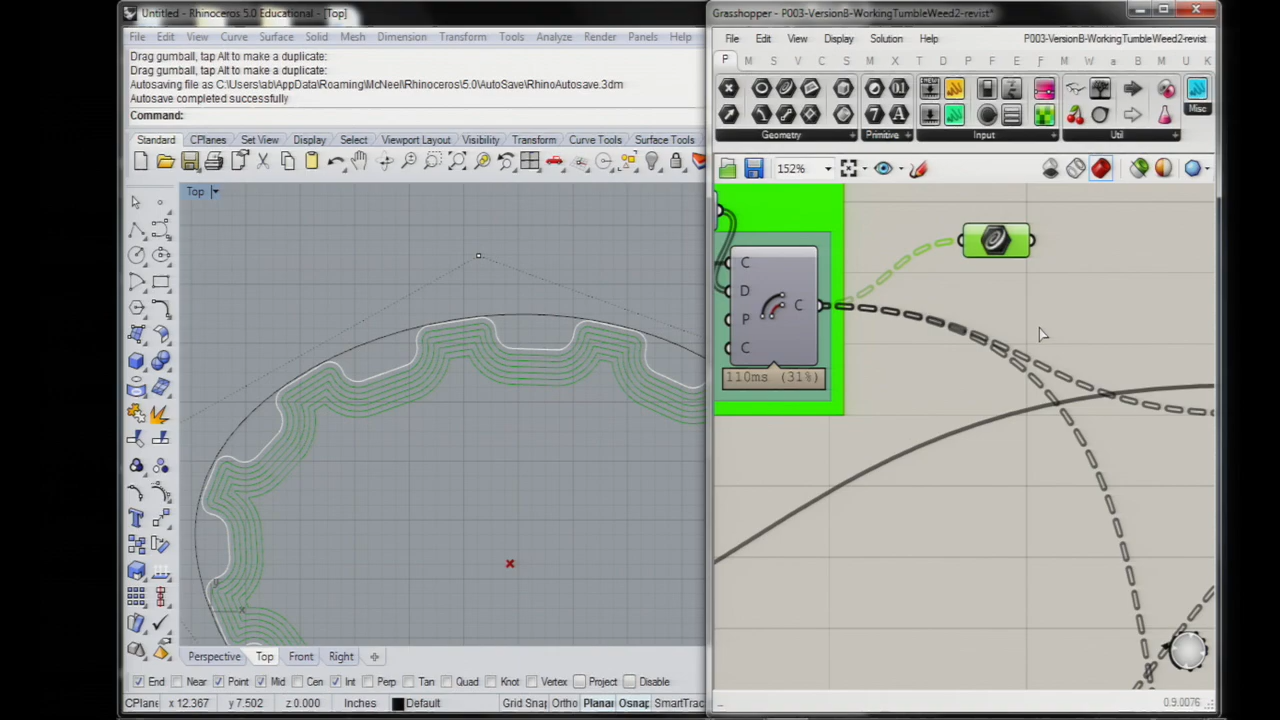 Untitled - Rhinoceros 5.0 Educational - [Top]
File Edit View Curve Surface Solid Mesh Dimension Transform Tools Analyze Render Panels Help
Drag gumball, tap Alt to make a duplicate:
Drag gumball, tap Alt to make a duplicate:
Autosaving file as C:\Users\ab\AppData\Roaming\McNeel\Rhinoceros\5.0\AutoSave\RhinoAutosave.3dm
Autosave completed successfully
Command:
Standard CPlanes Set View Display Select Viewport Layout Visibility Transform Curve Tools Surface Tools
Top
Perspective Top Front Right
End Near Point Mid Cen Int Perp Tan Quad Knot Vertex Project Disable
CPlane x 12.367 y 7.502 z 0.000 Inches Default Grid Snap Ortho Planar Osnap SmartTrac
Grasshopper - P003-VersionB-WorkingTumbleWeed2-revist*
File Edit View Display Solution Help P003-VersionB-WorkingTumbleWeed2-revist
P M S V C S M X T D F E F J L M W a B M U K
Misc
Geometry Primitive Input Util
152%
C
D
C
P
C
110ms (31%)
0.9.0076